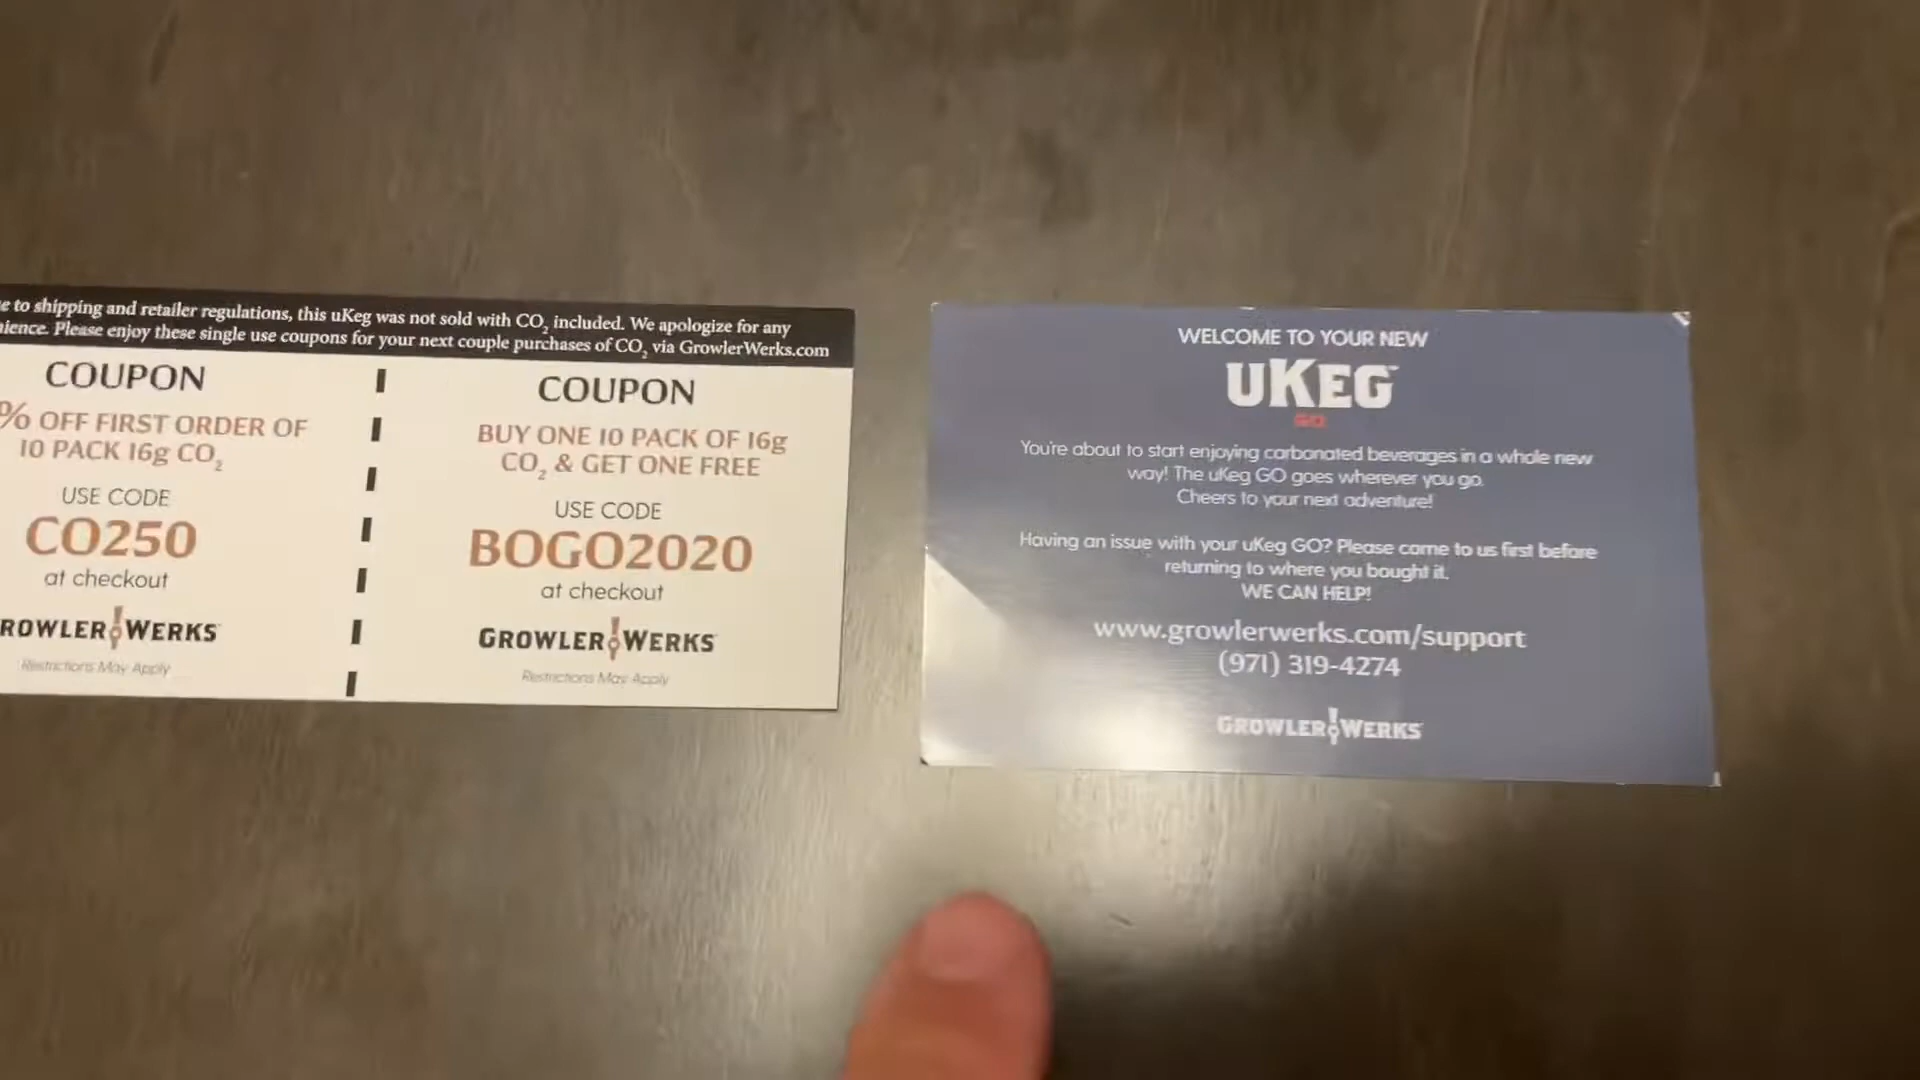 e to shipping and retailer regulations, this uKeg was not sold with CO₂ included. We apologize for any
ience. Please enjoy these single use coupons for your next couple purchases of CO₂ via GrowlerWerks.com
COUPON
% OFF FIRST ORDER OF
10 PACK 16g CO₂
USE CODE
CO250
at checkout
ROWLER WERKS
Restrictions May Apply
COUPON
BUY ONE 10 PACK OF 16g
CO₂ & GET ONE FREE
USE CODE
BOGO2020
at checkout
GROWLER WERKS
Restrictions May Apply
WELCOME TO YOUR NEW
UKEG™
GO
You're about to start enjoying carbonated beverages in a whole new
way! The uKeg GO goes wherever you go.
Cheers to your next adventure!
Having an issue with your uKeg GO? Please come to us first before
returning to where you bought it.
WE CAN HELP!
www.growlerwerks.com/support
(971) 319-4274
GROWLER WERKS